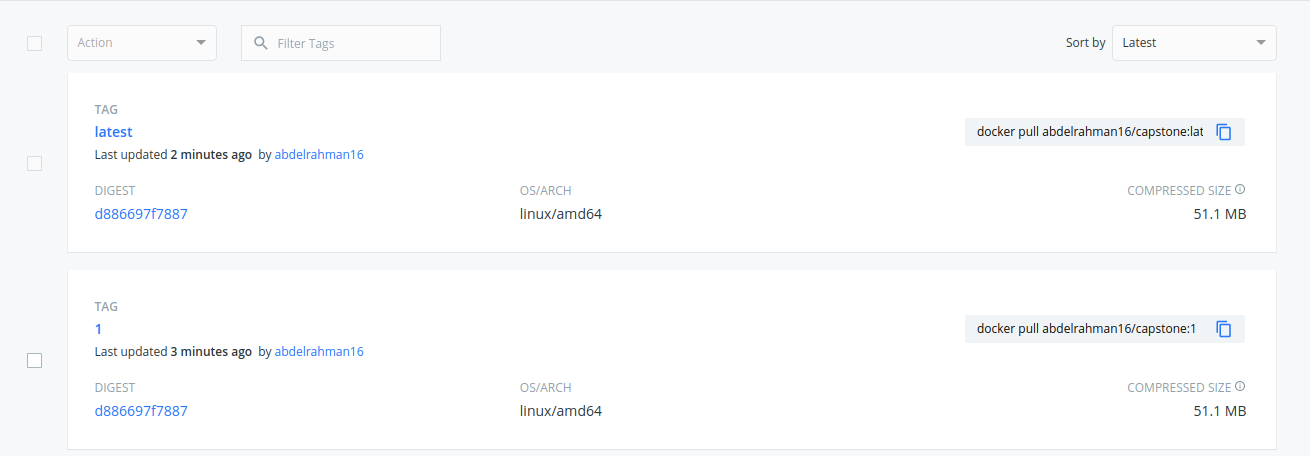 Action
Filter Tags
Sort by
Latest
TAG
latest
docker pull abdelrahman16/capstone:lat
Last updated 2 minutes ago by abdelrahman16
DIGEST
OS/ARCH
COMPRESSED SIZE
d886697f7887
linux/amd64
51.1 MB
TAG
1
docker pull abdelrahman16/capstone:1
Last updated 3 minutes ago by abdelrahman16
DIGEST
OS/ARCH
COMPRESSED SIZE
d886697f7887
linux/amd64
51.1 MB